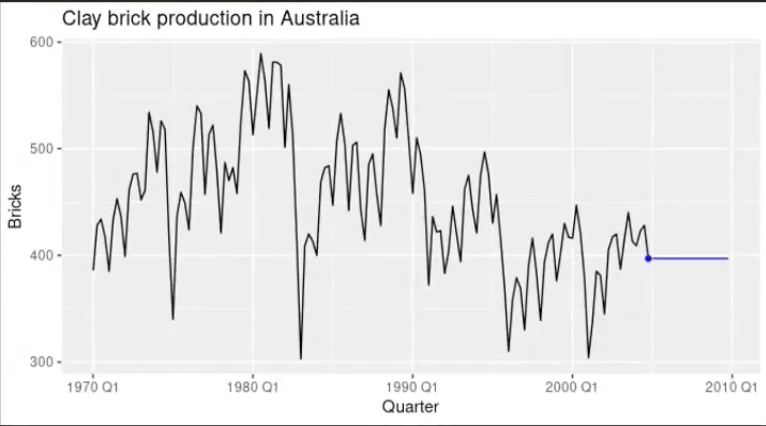 Clay brick production in Australia
600
500
400
300
Bricks
1970 Q1
1980 Q1
1990 Q1
2000 Q1
2010 Q1
Quarter